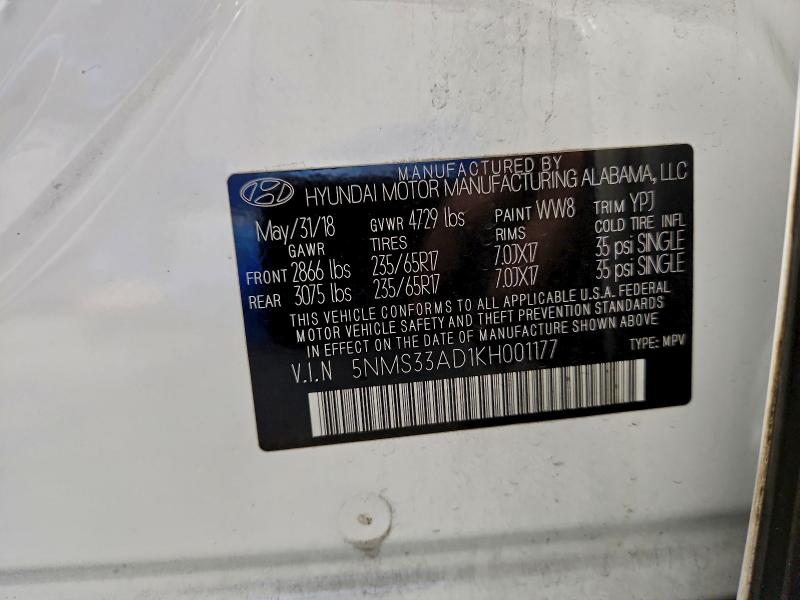 MANUFACTURED BY
HYUNDAI MOTOR MANUFACTURING ALABAMA, LLC
May/31/18 GVWR 4729 lbs PAINT WW8 TRIM YPJ
GAWR TIRES RIMS COLD TIRE INFL
FRONT 2866 lbs 235/65R17 7.0JX17 35 psi SINGLE
REAR 3075 lbs 235/65R17 7.0JX17 35 psi SINGLE
THIS VEHICLE CONFORMS TO ALL APPLICABLE U.S.A. FEDERAL
MOTOR VEHICLE SAFETY AND THEFT PREVENTION STANDARDS
IN EFFECT ON THE DATE OF MANUFACTURE SHOWN ABOVE
V.I.N 5NMS33AD1KH001177 TYPE: MPV